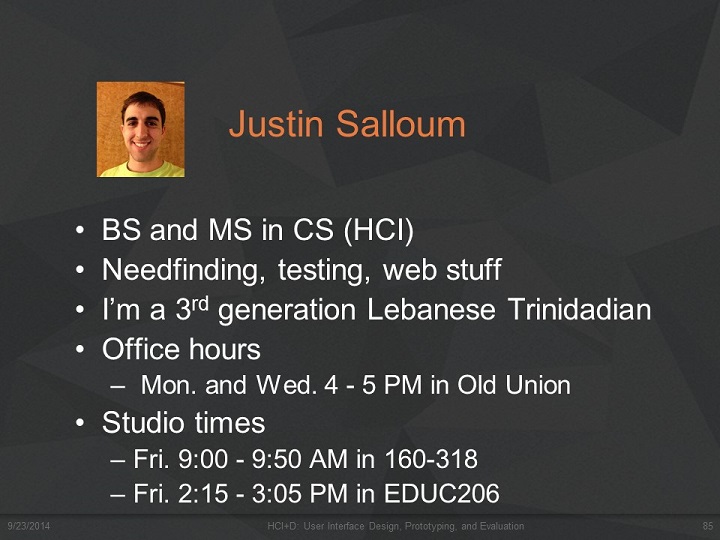 Justin Salloum
• BS and MS in CS (HCI)
• Needfinding, testing, web stuff
• I’m a 3rd generation Lebanese Trinidadian
• Office hours
– Mon. and Wed. 4 - 5 PM in Old Union
• Studio times
– Fri. 9:00 - 9:50 AM in 160-318
– Fri. 2:15 - 3:05 PM in EDUC206
9/23/2014 HCI+D: User Interface Design, Prototyping, and Evaluation 85